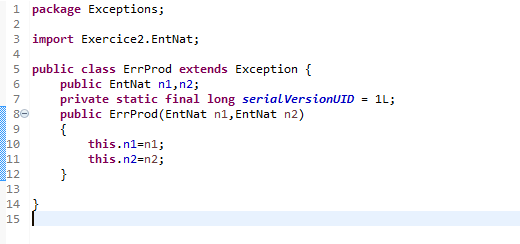 1 package Exceptions;
2
3 import Exercice2.EntNat;
4
5 public class ErrProd extends Exception {
6     public EntNat n1,n2;
7     private static final long serialVersionUID = 1L;
8     public ErrProd(EntNat n1,EntNat n2)
9     {
10         this.n1=n1;
11         this.n2=n2;
12     }
13
14 }
15